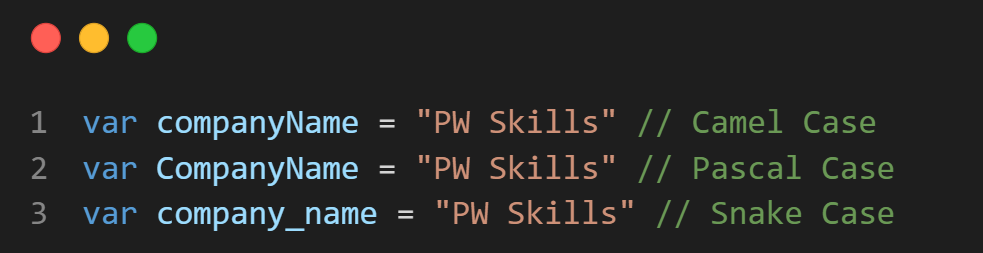 1 var companyName = "PW Skills" // Camel Case
2 var CompanyName = "PW Skills" // Pascal Case
3 var company_name = "PW Skills" // Snake Case